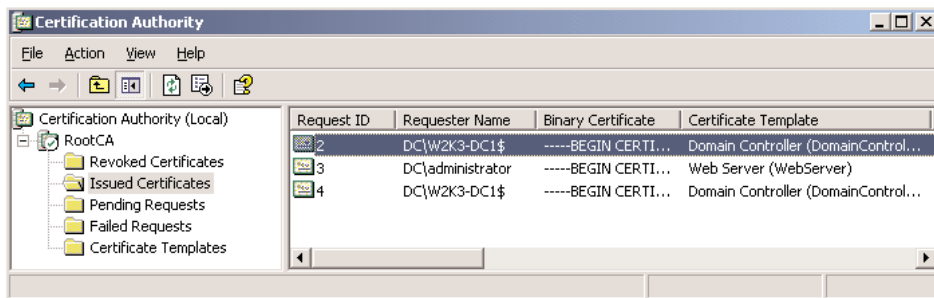 Certification Authority
File Action View Help
Certification Authority (Local)
RootCA
Revoked Certificates
Issued Certificates
Pending Requests
Failed Requests
Certificate Templates
Request ID Requester Name Binary Certificate Certificate Template
2 DC\W2K3-DC1$ -----BEGIN CERTI... Domain Controller (DomainControl...
3 DC\administrator -----BEGIN CERTI... Web Server (WebServer)
4 DC\W2K3-DC1$ -----BEGIN CERTI... Domain Controller (DomainControl...